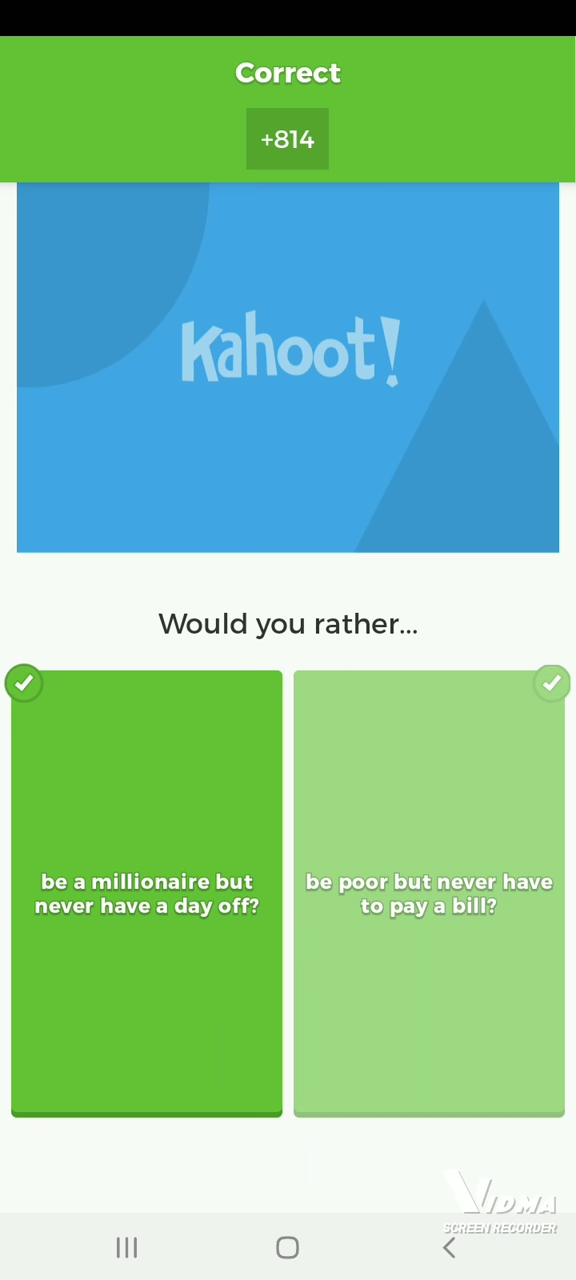 Correct
+814
Kahoot!
Would you rather...
be a millionaire but
never have a day off?
be poor but never have
to pay a bill?
VIDMA
SCREEN RECORDER